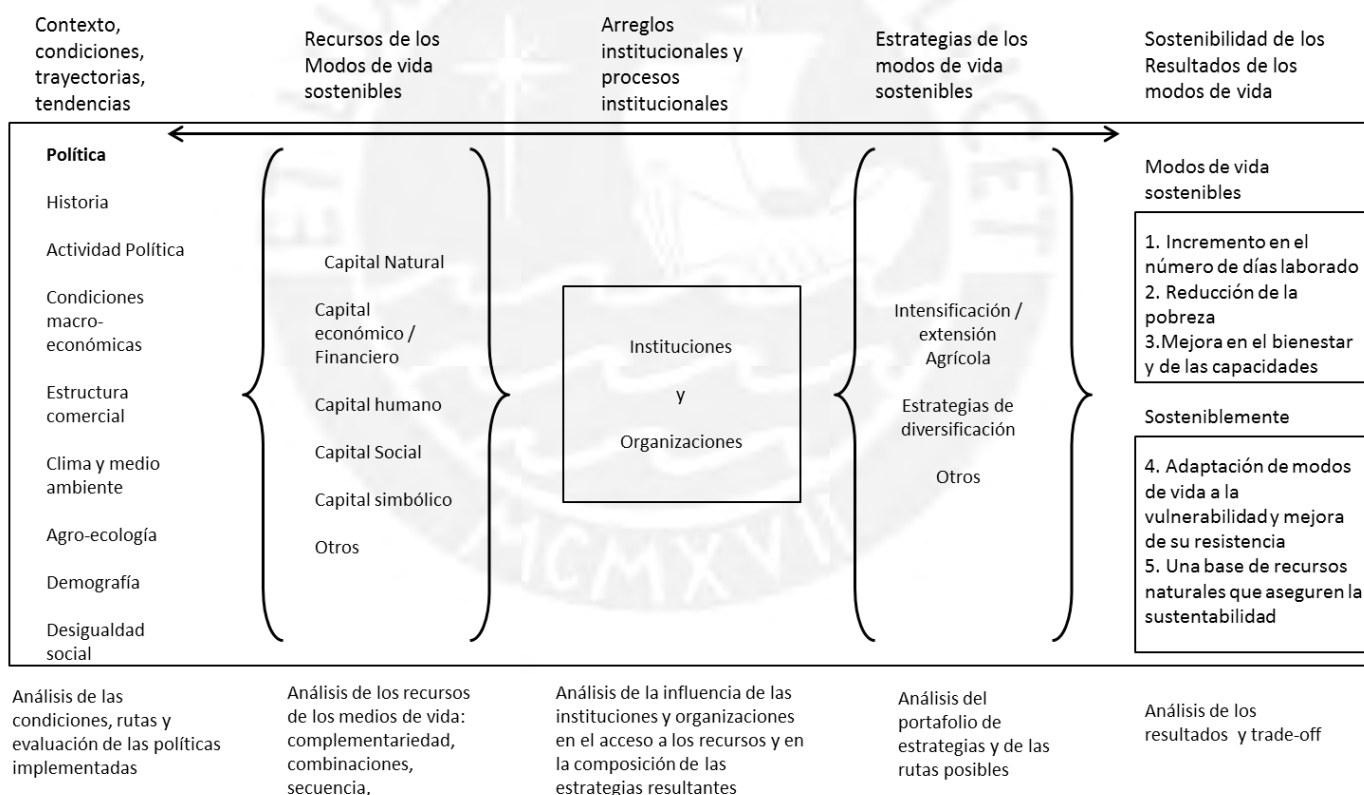 Contexto,
condiciones,
trayectorias,
tendencias
Recursos de los
Modos de vida
sostenibles
Arreglos
institucionales y
procesos
institucionales
Estrategias de los
modos de vida
sostenibles
Sostenibilidad de los
Resultados de los
modos de vida
Política
Historia
Actividad Política
Condiciones
macro-
económicas
Estructura
comercial
Clima y medio
ambiente
Agro-ecología
Demografía
Desigualdad
social
Capital Natural
Capital
económico /
Financiero
Capital humano
Capital Social
Capital simbólico
Otros
Instituciones
y
Organizaciones
Intensificación /
extensión
Agrícola
Estrategias de
diversificación
Otros
Modos de vida
sostenibles
1. Incremento en el
número de días laborado
2. Reducción de la
pobreza
3.Mejora en el bienestar
y de las capacidades
Sosteniblemente
4. Adaptación de modos
de vida a la
vulnerabilidad y mejora
de su resistencia
5. Una base de recursos
naturales que aseguren la
sustentabilidad
Análisis de las
condiciones, rutas y
evaluación de las políticas
implementadas
Análisis de los recursos
de los medios de vida:
complementariedad,
combinaciones,
secuencia,
Análisis de la influencia de las
instituciones y organizaciones
en el acceso a los recursos y en
la composición de las
estrategias resultantes
Análisis del
portafolio de
estrategias y de las
rutas posibles
Análisis de los
resultados y trade-off
MCMXVII